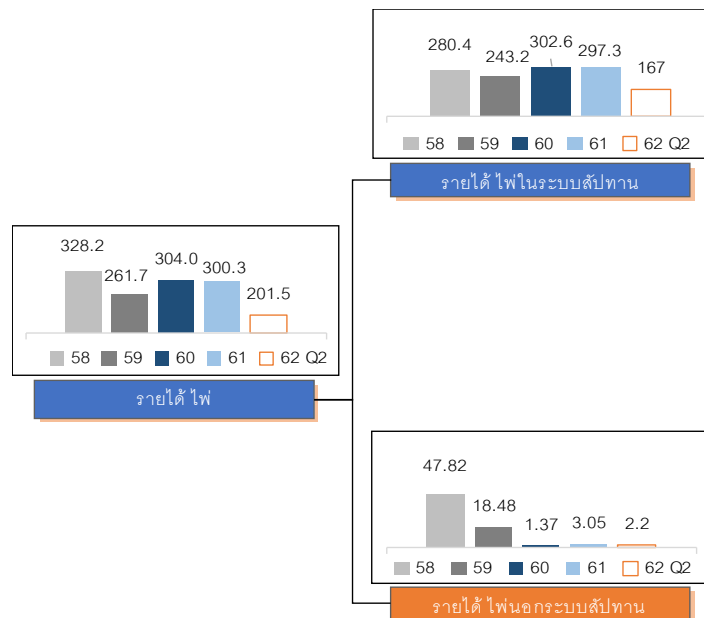 280.4 243.2 302.6 297.3 167
58 59 60 61 62 Q2
รายได้ ไพ่ในระบบสัปทาน
328.2 261.7 304.0 300.3 201.5
58 59 60 61 62 Q2
รายได้ ไพ่
47.82 18.48 1.37 3.05 2.2
58 59 60 61 62 Q2
รายได้ ไพ่นอกระบบสัปทาน